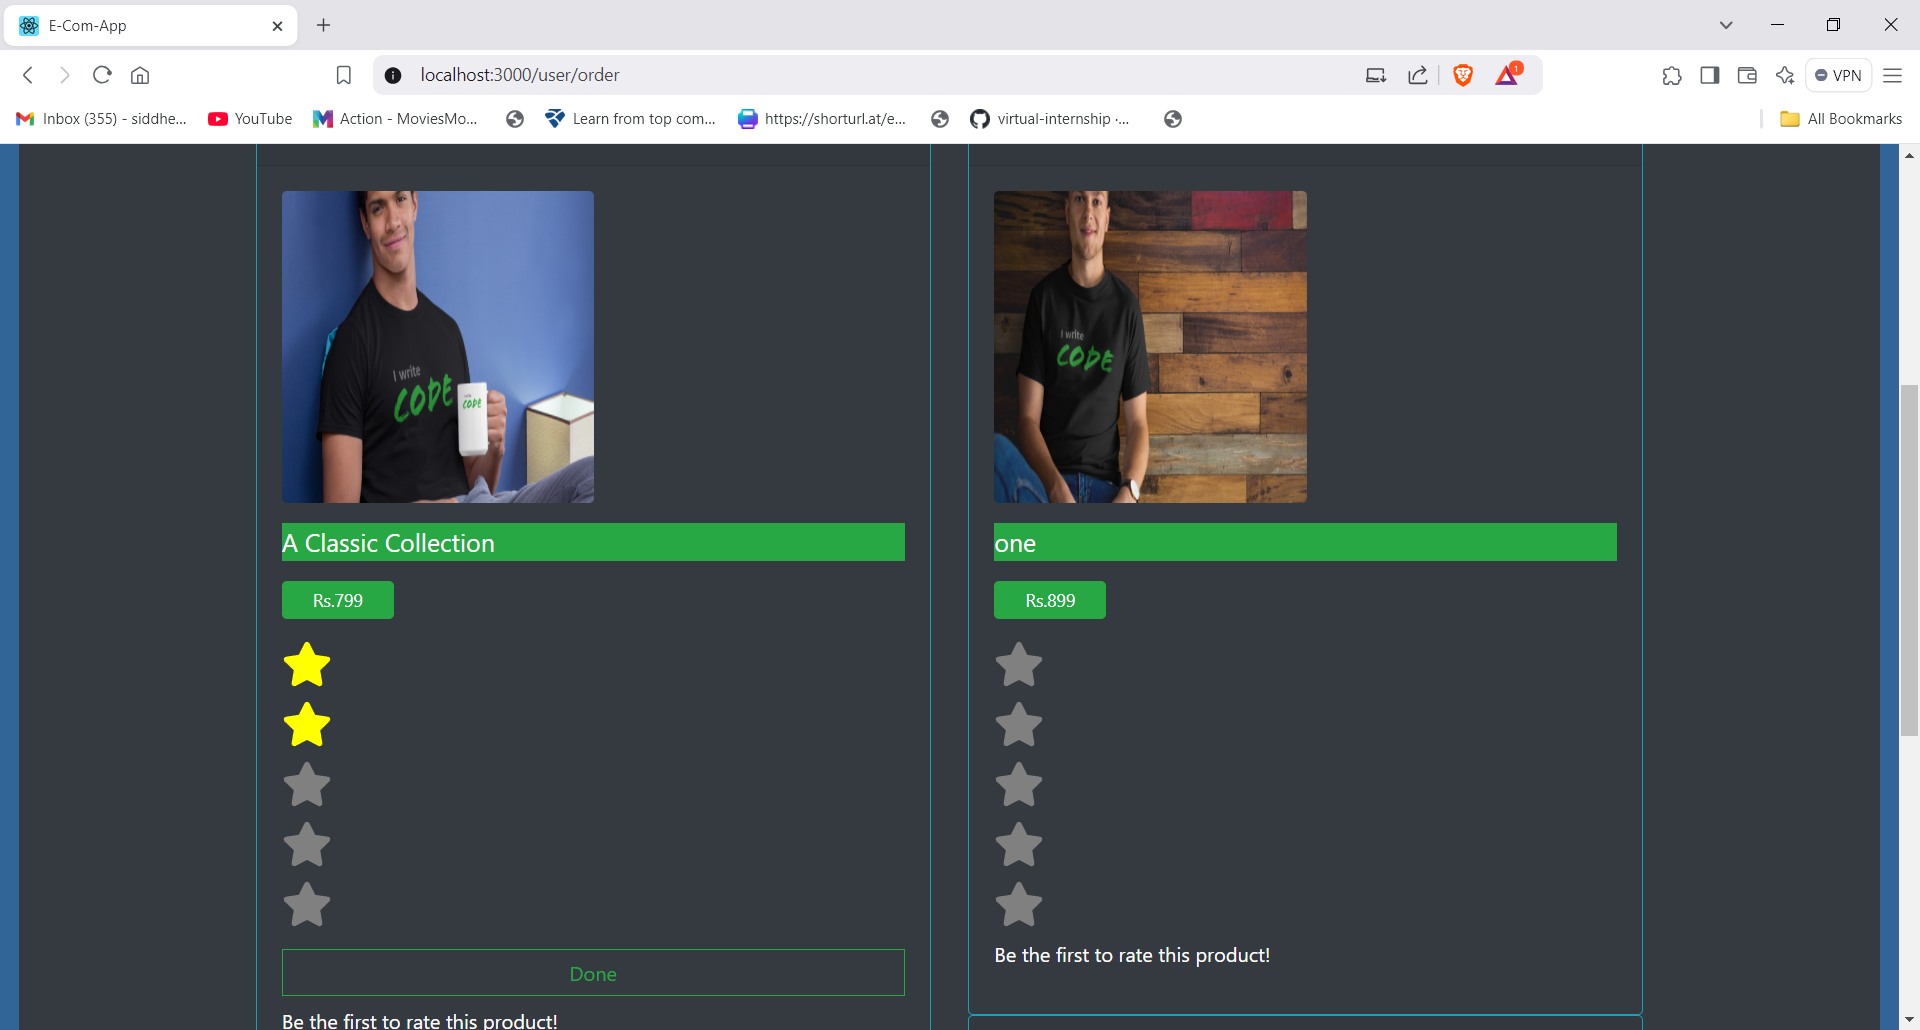 E-Com-App
localhost:3000/user/order
VPN
1
Inbox (355) - siddhe...
YouTube
Action - MoviesMo...
Learn from top com...
https://shorturl.at/e...
virtual-internship ·...
All Bookmarks
I write
CODE
CODE
I write
CODE
A Classic Collection
one
Rs.799
Rs.899
Done
Be the first to rate this product!
Be the first to rate this product!